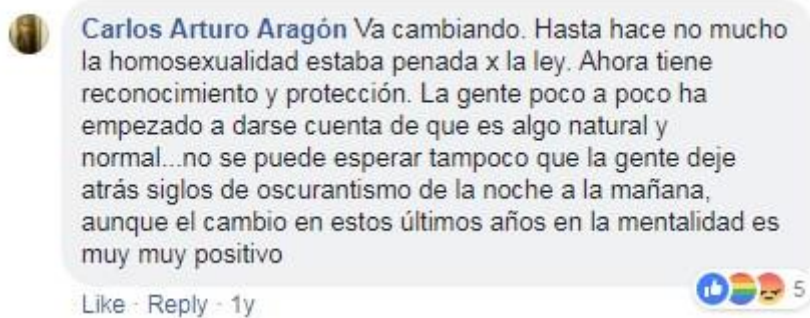 Carlos Arturo Aragón Va cambiando. Hasta hace no mucho
la homosexualidad estaba penada x la ley. Ahora tiene
reconocimiento y protección. La gente poco a poco ha
empezado a darse cuenta de que es algo natural y
normal...no se puede esperar tampoco que la gente deje
atrás siglos de oscurantismo de la noche a la mañana,
aunque el cambio en estos últimos años en la mentalidad es
muy muy positivo
5
Like · Reply · 1y